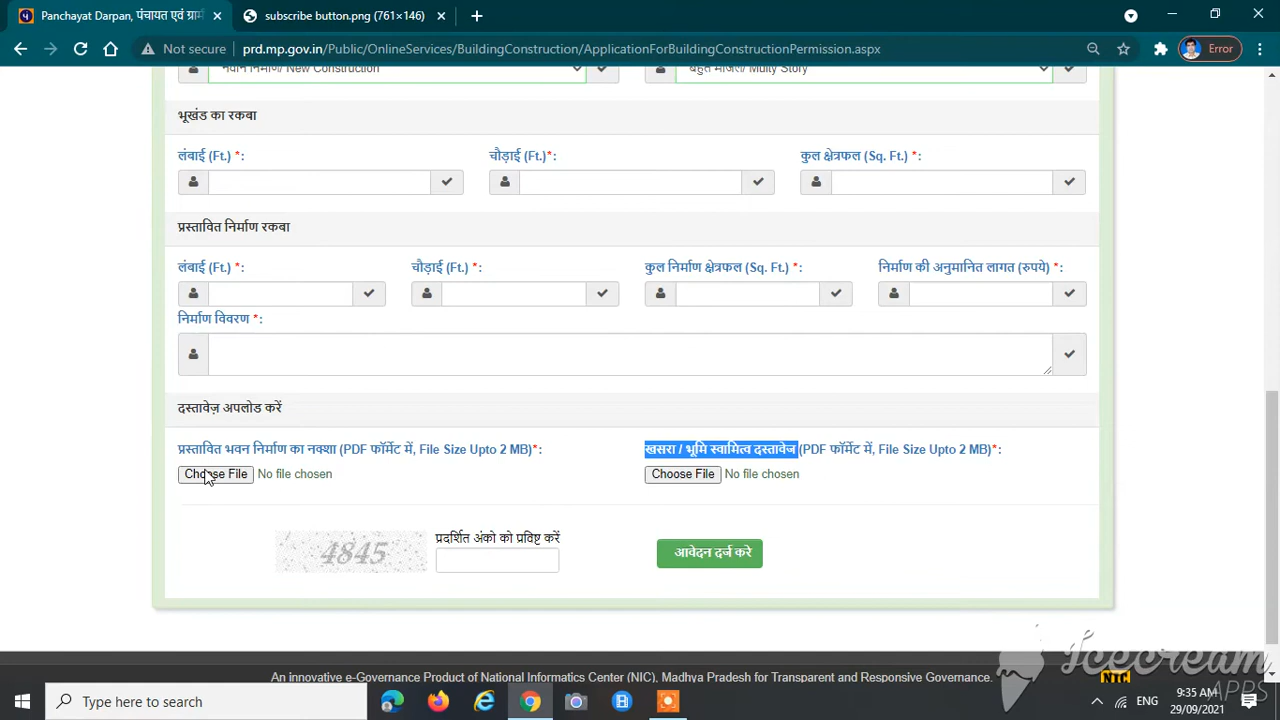 Panchayat Darpan, पंचायत एवं ग्रामी
subscribe button.png (761×146)
Not secure
prd.mp.gov.in/Public/OnlineServices/BuildingConstruction/ApplicationForBuildingConstructionPermission.aspx
Error
नवीन निर्माण/ New Construction
बहुत मंजिल/ Multy Story
भूखंड का रकबा
लंबाई (Ft.) *:
चौड़ाई (Ft.)*:
कुल क्षेत्रफल (Sq. Ft.) *:
प्रस्तावित निर्माण रकबा
लंबाई (Ft.) *:
चौड़ाई (Ft.) *:
कुल निर्माण क्षेत्रफल (Sq. Ft.) *:
निर्माण की अनुमानित लागत (रुपये) *:
निर्माण विवरण *:
दस्तावेज़ अपलोड करें
प्रस्तावित भवन निर्माण का नक्शा (PDF फॉर्मेट में, File Size Upto 2 MB)*:
खसरा / भूमि स्वामित्व दस्तावेज (PDF फॉर्मेट में, File Size Upto 2 MB)*:
Choose File No file chosen
Choose File No file chosen
4845
प्रदर्शित अंको को प्रविष्ट करें
आवेदन दर्ज करे
An innovative e-Governance Product of National Informatics Center (NIC), Madhya Pradesh for Transparent and Responsive Governance.
NIC
Icecream
APPS
Type here to search
ENG
9:35 AM
29/09/2021